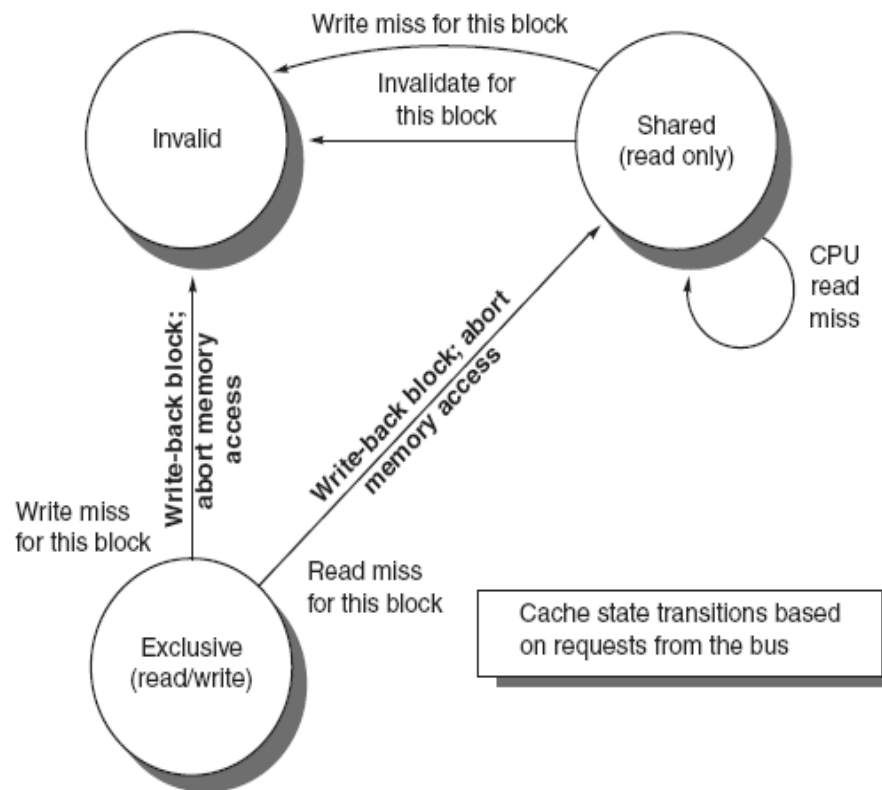 Write miss for this block
Invalidate for
this block
Invalid
Shared
(read only)
CPU
read
miss
Write-back block;
abort memory
access
Write-back block; abort
memory access
Write miss
for this block
Read miss
for this block
Exclusive
(read/write)
Cache state transitions based
on requests from the bus